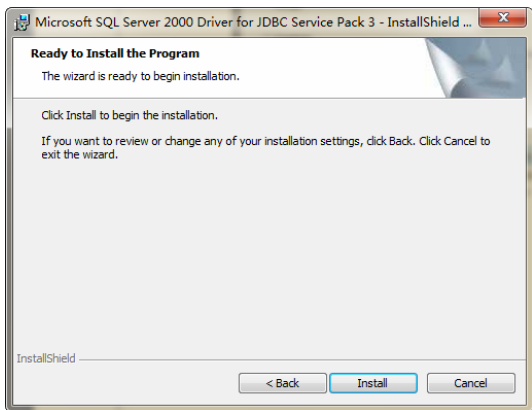 Microsoft SQL Server 2000 Driver for JDBC Service Pack 3 - InstallShield ...
Ready to Install the Program
The wizard is ready to begin installation.
Click Install to begin the installation.
If you want to review or change any of your installation settings, click Back. Click Cancel to
exit the wizard.
InstallShield
< Back Install Cancel